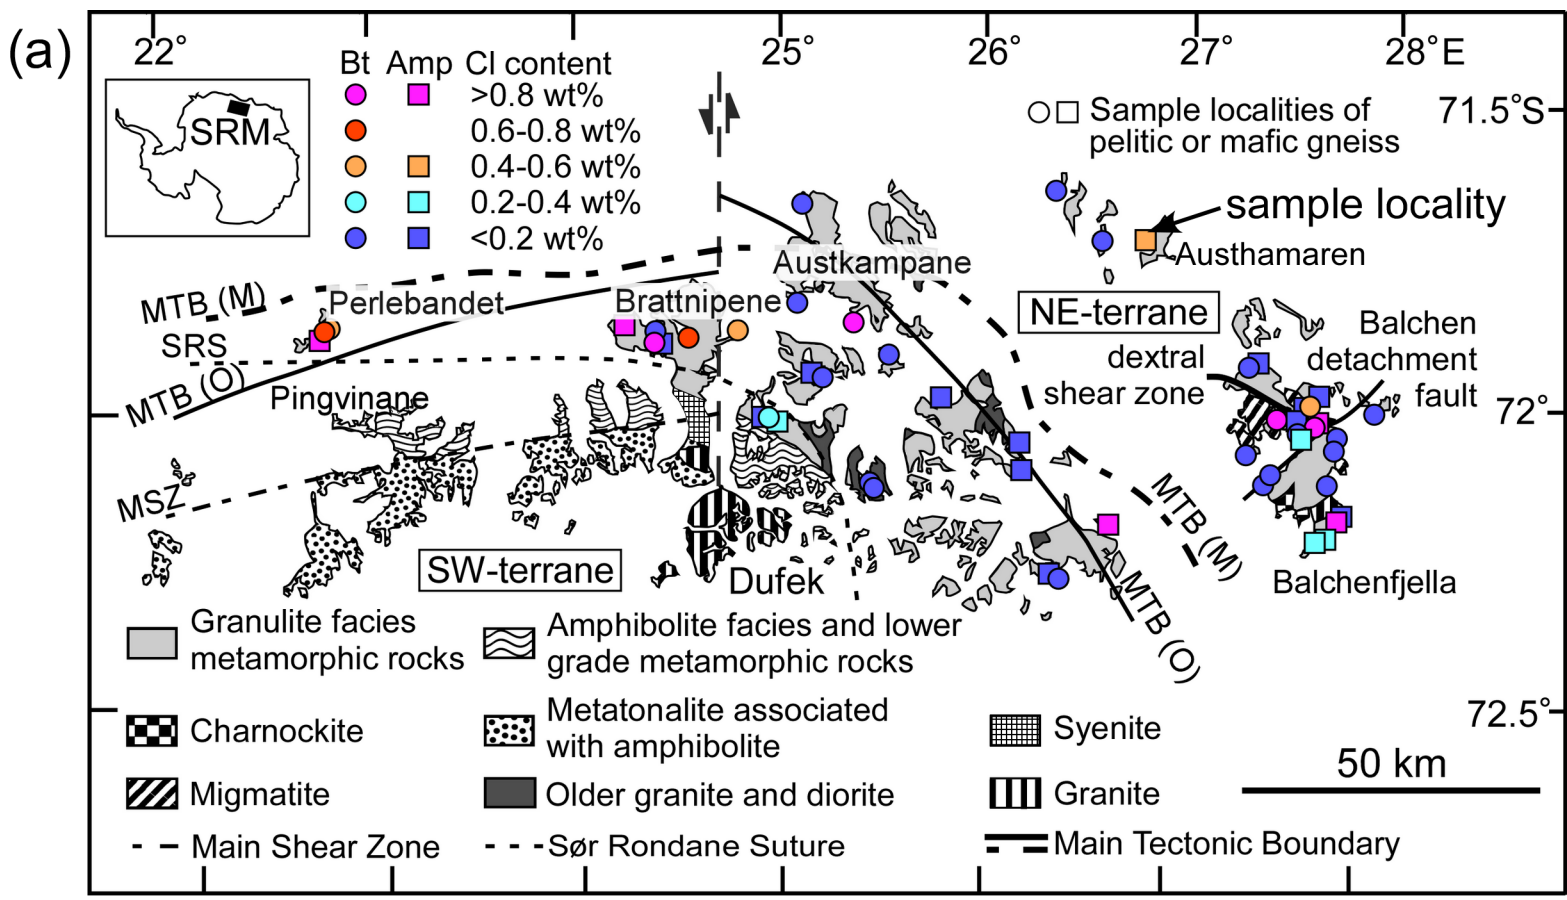 (a)
22°
25°
26°
27°
28°E
Bt Amp Cl content
>0.8 wt%
0.6-0.8 wt%
0.4-0.6 wt%
0.2-0.4 wt%
<0.2 wt%
SRM
Sample localities of
pelitic or mafic gneiss
71.5°S
sample locality
Austhamaren
Austkampane
MTB (M)
Perlebandet
Brattnipene
NE-terrane
Balchen
detachment
fault
SRS
dextral
shear zone
MTB (O)
Pingvinane
72°
MSZ
MTB (M)
SW-terrane
Dufek
Balchenfjella
MTB (O)
Granulite facies
metamorphic rocks
Amphibolite facies and lower
grade metamorphic rocks
Charnockite
Metatonalite associated
with amphibolite
Syenite
72.5°
50 km
Migmatite
Older granite and diorite
Granite
Main Shear Zone
Sør Rondane Suture
Main Tectonic Boundary